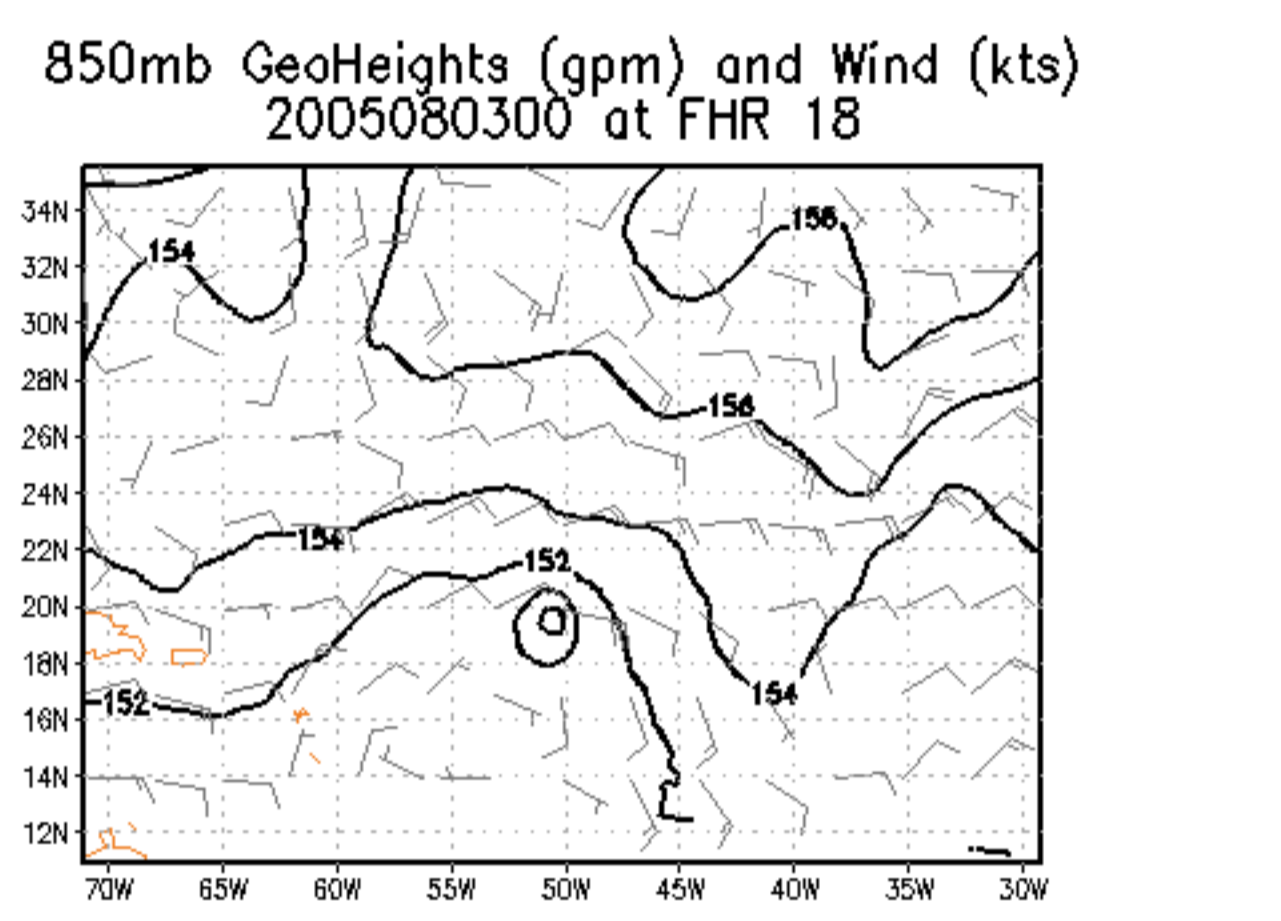 850mb GeoHeights (gpm) and Wind (kts)
2005080300 at FHR 18
34N
158
154
32N
30N
28N
156
26N
24N
154
22N
152
20N
18N
154
152
16N
14N
12N
70W 65W 60W 55W 50W 45W 40W 35W 30W